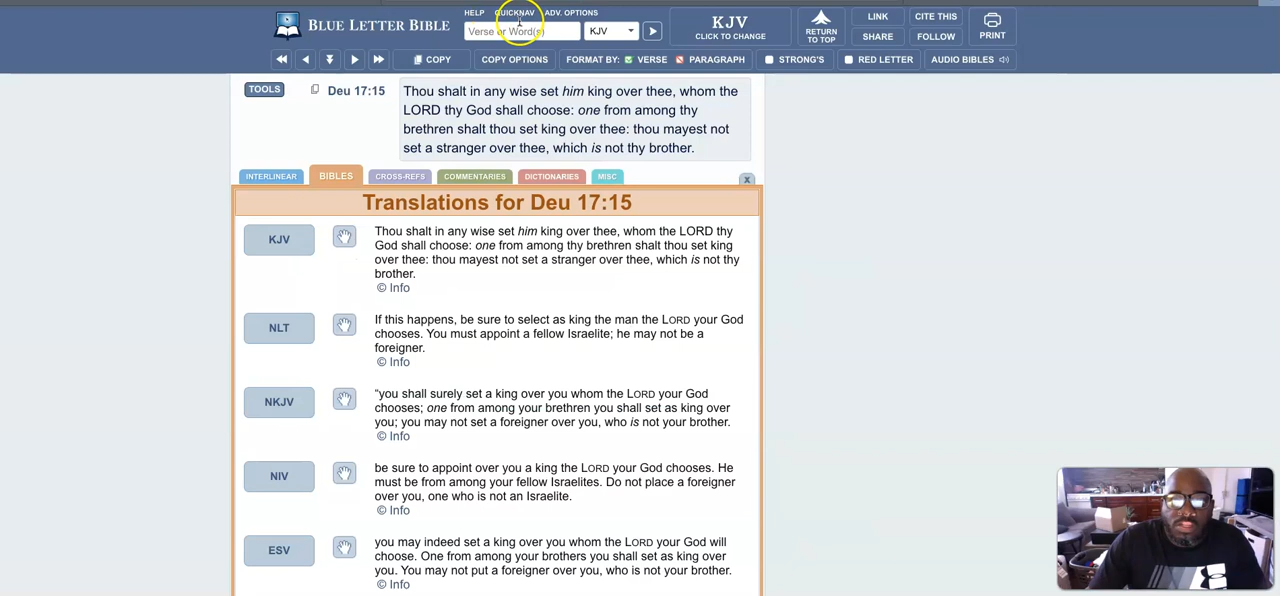 HELP QUICKNAV ADV. OPTIONS
BLUE LETTER BIBLE
Verse or Word(s)
KJV
KJV
CLICK TO CHANGE
RETURN
TO TOP
LINK
CITE THIS
SHARE
FOLLOW
PRINT
COPY
COPY OPTIONS
FORMAT BY: VERSE PARAGRAPH
STRONG'S
RED LETTER
AUDIO BIBLES
TOOLS
Deu 17:15
Thou shalt in any wise set him king over thee, whom the
LORD thy God shall choose: one from among thy
brethren shalt thou set king over thee: thou mayest not
set a stranger over thee, which is not thy brother.
INTERLINEAR
BIBLES
CROSS-REFS
COMMENTARIES
DICTIONARIES
MISC
X
Translations for Deu 17:15
KJV
Thou shalt in any wise set him king over thee, whom the LORD thy
God shall choose: one from among thy brethren shalt thou set king
over thee: thou mayest not set a stranger over thee, which is not thy
brother.
© Info
NLT
If this happens, be sure to select as king the man the LORD your God
chooses. You must appoint a fellow Israelite; he may not be a
foreigner.
© Info
NKJV
“you shall surely set a king over you whom the LORD your God
chooses; one from among your brethren you shall set as king over
you; you may not set a foreigner over you, who is not your brother.
© Info
NIV
be sure to appoint over you a king the LORD your God chooses. He
must be from among your fellow Israelites. Do not place a foreigner
over you, one who is not an Israelite.
© Info
ESV
you may indeed set a king over you whom the LORD your God will
choose. One from among your brothers you shall set as king over
you. You may not put a foreigner over you, who is not your brother.
© Info